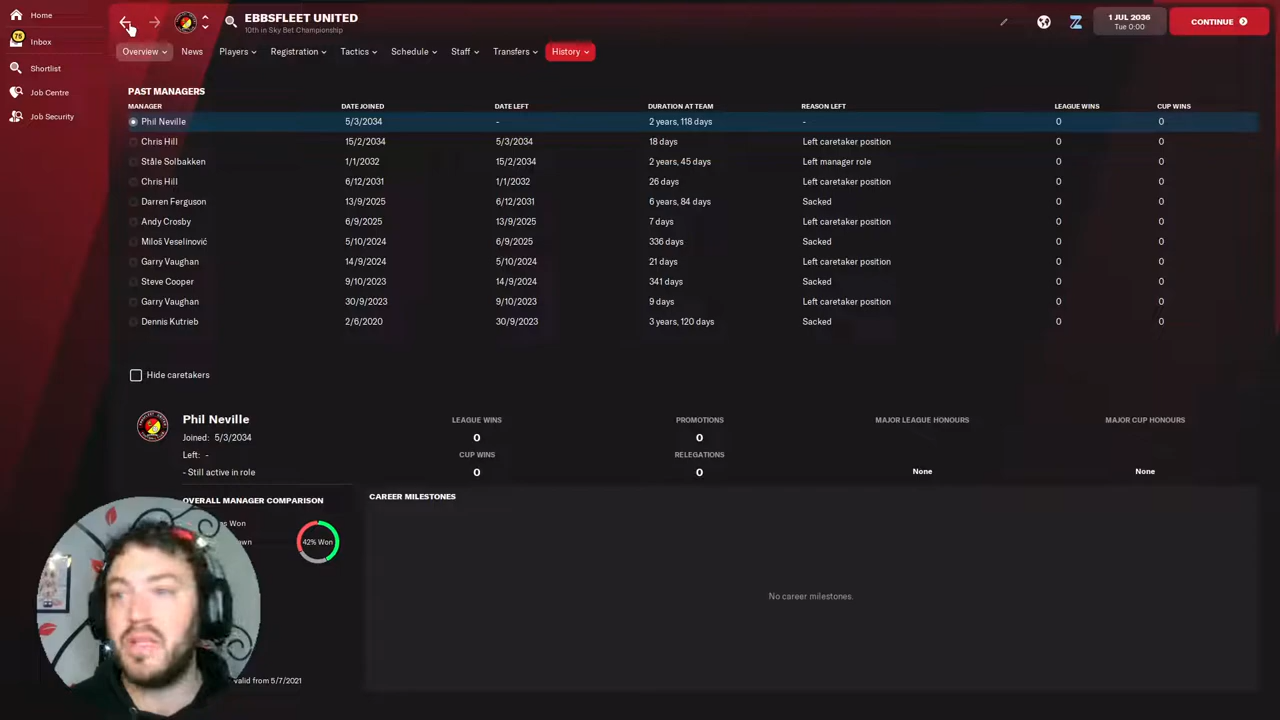 Home
Inbox
76
Shortlist
Job Centre
Job Security
EBBSFLEET UNITED
10th in Sky Bet Championship
1 JUL 2036
Tue 0:00
CONTINUE
Overview
News
Players
Registration
Tactics
Schedule
Staff
Transfers
History
PAST MANAGERS
MANAGER DATE JOINED DATE LEFT DURATION AT TEAM REASON LEFT LEAGUE WINS CUP WINS
Phil Neville 5/3/2034 - 2 years, 118 days - 0 0
Chris Hill 15/2/2034 5/3/2034 18 days Left caretaker position 0 0
Ståle Solbakken 1/1/2032 15/2/2034 2 years, 45 days Left manager role 0 0
Chris Hill 6/12/2031 1/1/2032 26 days Left caretaker position 0 0
Darren Ferguson 13/9/2025 6/12/2031 6 years, 84 days Sacked 0 0
Andy Crosby 6/9/2025 13/9/2025 7 days Left caretaker position 0 0
Miloš Veselinović 5/10/2024 6/9/2025 336 days Sacked 0 0
Garry Vaughan 14/9/2024 5/10/2024 21 days Left caretaker position 0 0
Steve Cooper 9/10/2023 14/9/2024 341 days Sacked 0 0
Garry Vaughan 30/9/2023 9/10/2023 9 days Left caretaker position 0 0
Dennis Kutrieb 2/6/2020 30/9/2023 3 years, 120 days Sacked 0 0
Hide caretakers
Phil Neville
Joined: 5/3/2034
Left: -
- Still active in role
LEAGUE WINS
0
CUP WINS
0
PROMOTIONS
0
RELEGATIONS
0
MAJOR LEAGUE HONOURS
None
MAJOR CUP HONOURS
None
OVERALL MANAGER COMPARISON
Won
42% Won
valid from 5/7/2021
CAREER MILESTONES
No career milestones.